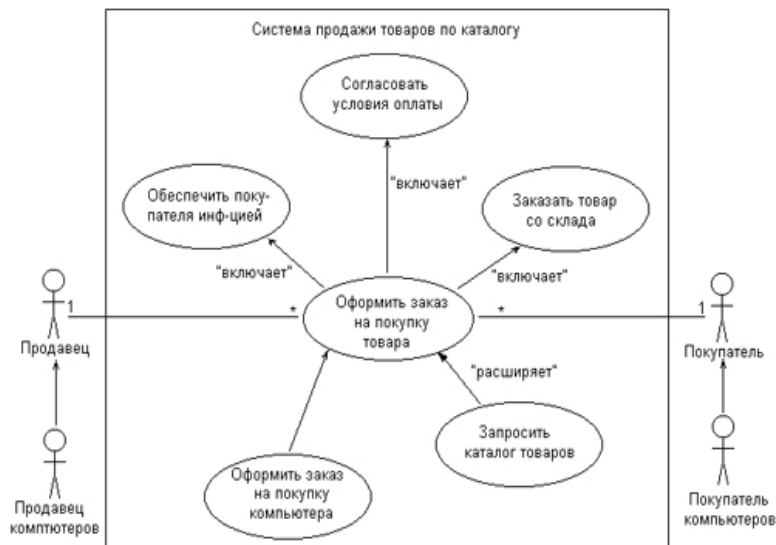 Система продажи товаров по каталогу
Согласовать
условия оплаты
"включает"
Обеспечить поку-
пателя инф-цией
Заказать товар
со склада
"включает"
"включает"
1
*
Оформить заказ
на покупку
товара
*
1
Продавец
Покупатель
"расширяет"
Запросить
каталог товаров
Оформить заказ
на покупку
компьютера
Продавец
комптютеров
Покупатель
компьютеров